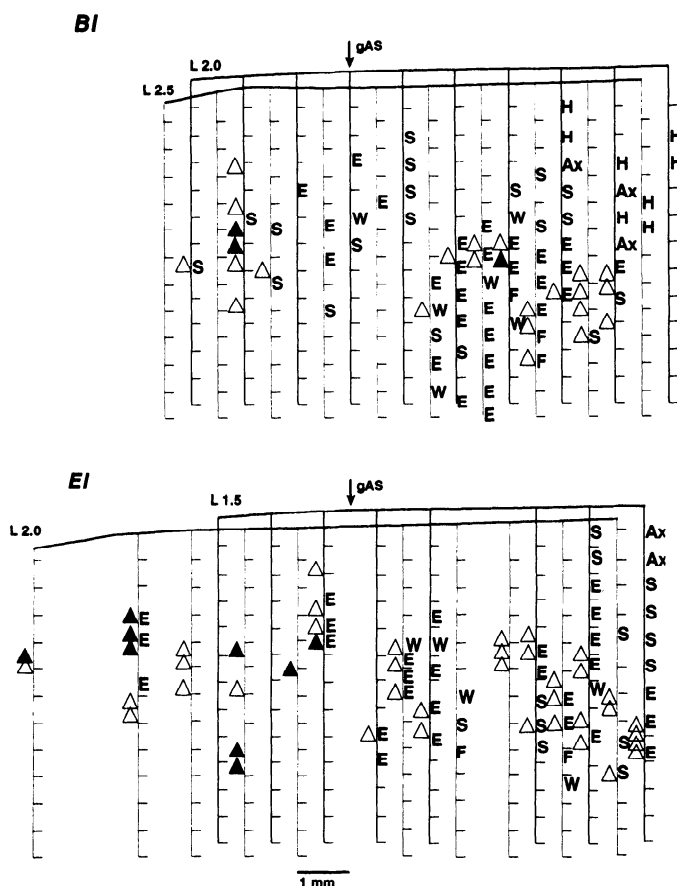 BI
gAS
L 2.0
L 2.5
H
S H H
E S Ax H H
S
E S S S Ax
E H
S W S W S H
S E E S H
S E E E Ax
E E E
S E E E
S E W E
E F E S
S W E E
E W
S E F S
S
E E F
W E
E
E
EI
gAS
L 1.5
L 2.0
S Ax
S Ax
E S
E
E E E E S
E E W W E S S
E E
E E E E S
E E W E W E
S
E
S S E E
E E E S
S
E F F E
S
W
1 mm